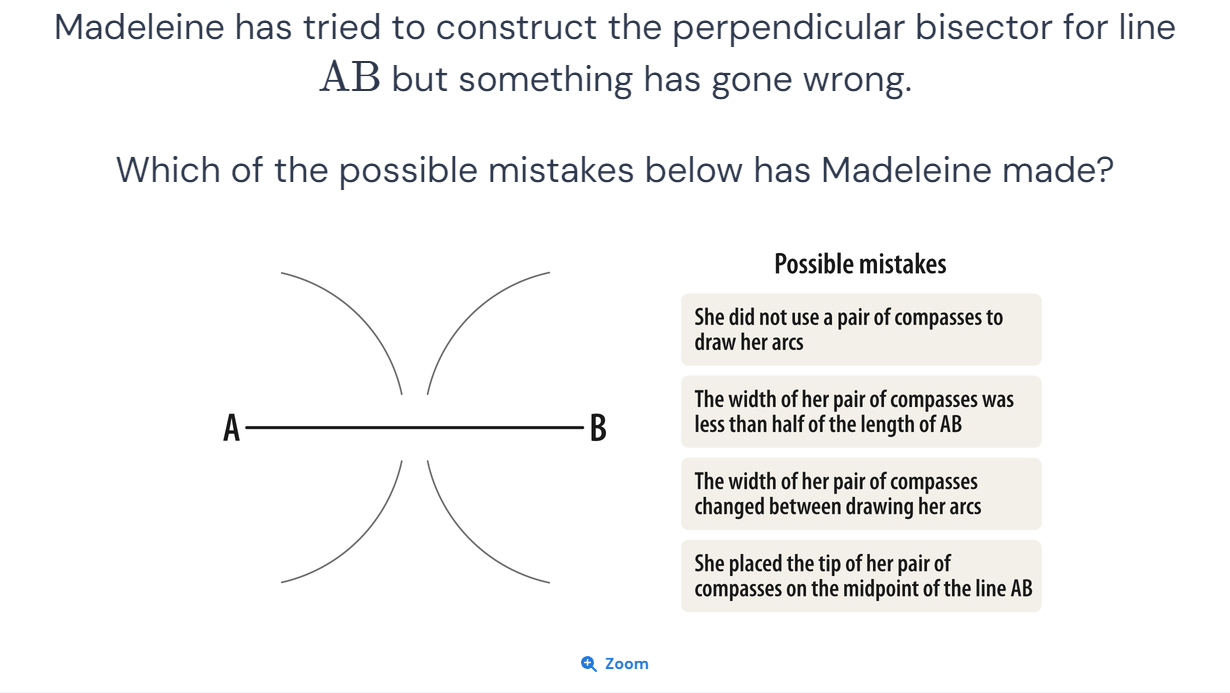 Madeleine has tried to construct the perpendicular bisector for line
AB but something has gone wrong.
Which of the possible mistakes below has Madeleine made?
Possible mistakes
She did not use a pair of compasses to
draw her arcs
The width of her pair of compasses was
less than half of the length of AB
The width of her pair of compasses
changed between drawing her arcs
She placed the tip of her pair of
compasses on the midpoint of the line AB
A
B
Zoom